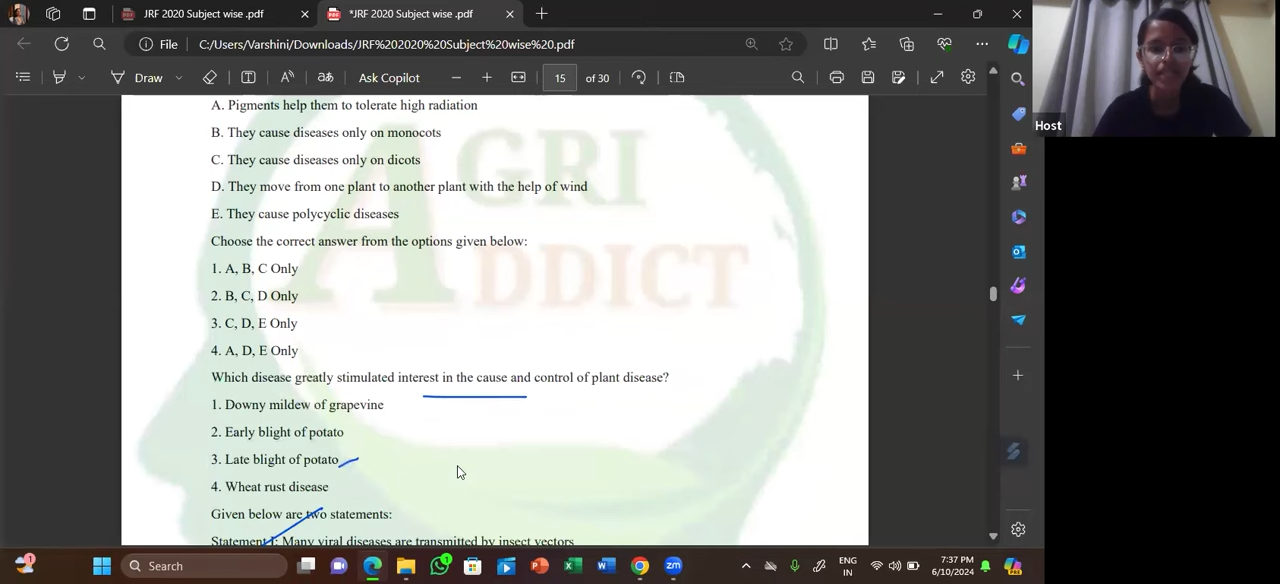 JRF 2020 Subject wise .pdf
*JRF 2020 Subject wise .pdf
File
C:/Users/Varshini/Downloads/JRF%202020%20Subject%20wise%20.pdf
Draw
Ask Copilot
15 of 30
Host
AGRI
ADDICT
A. Pigments help them to tolerate high radiation
B. They cause diseases only on monocots
C. They cause diseases only on dicots
D. They move from one plant to another plant with the help of wind
E. They cause polycyclic diseases
Choose the correct answer from the options given below:
1. A, B, C Only
2. B, C, D Only
3. C, D, E Only
4. A, D, E Only
Which disease greatly stimulated interest in the cause and control of plant disease?
1. Downy mildew of grapevine
2. Early blight of potato
3. Late blight of potato
4. Wheat rust disease
Given below are two statements:
Statement I: Many viral diseases are transmitted by insect vectors
Search
ENG
IN
7:37 PM
6/10/2024